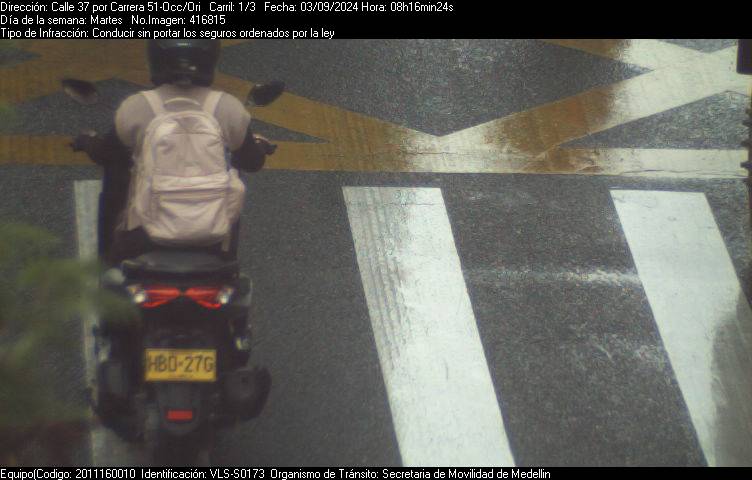 Dirección: Calle 37 por Carrera 51-Occ/Ori Carril: 1/3 Fecha: 03/09/2024 Hora: 08h16min24s
Día de la semana: Martes No.Imagen: 416815
Tipo de Infracción: Conducir sin portar los seguros ordenados por la ley
HBD-27G
Equipo(Codigo: 2011160010 Identificación: VLS-S0173 Organismo de Tránsito: Secretaria de Movilidad de Medellin